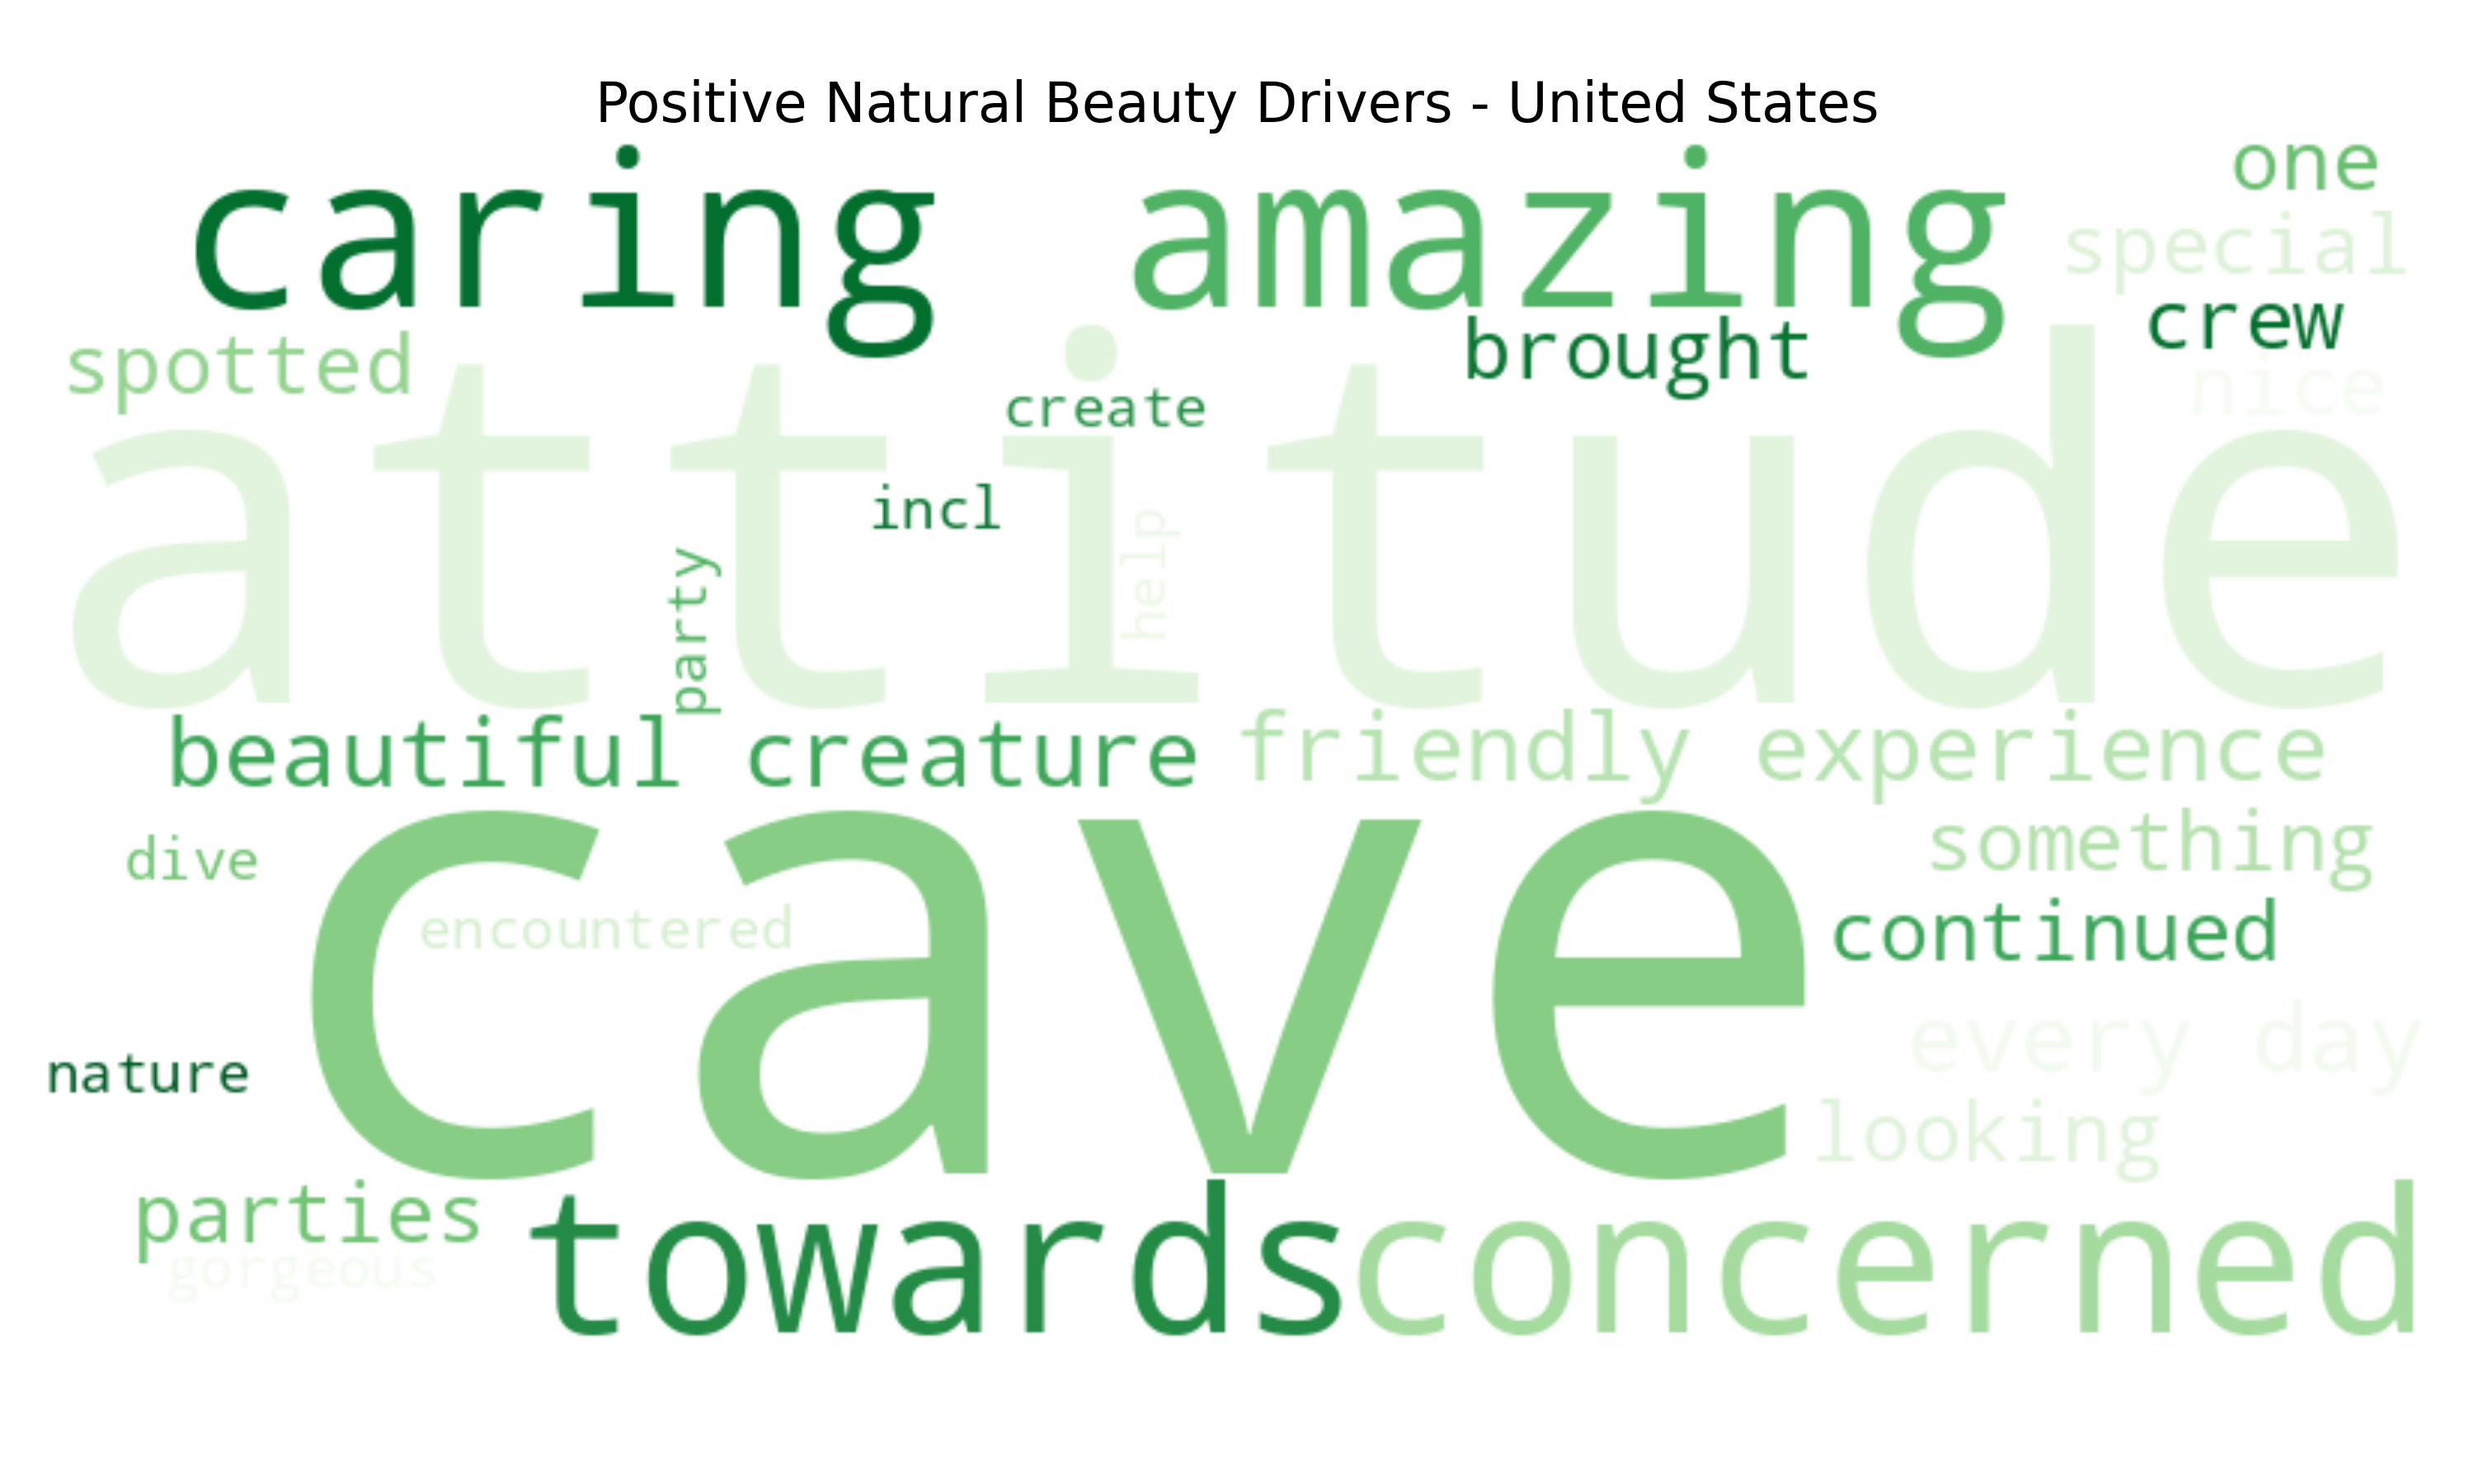 Positive Natural Beauty Drivers - United States
caring amazing one
special
crew
spotted brought
nice
create
attitude
incl
help
party
beautiful creature friendly experience
something
dive
cave
encountered
continued
every day
nature
looking
parties
towards concerned
gorgeous